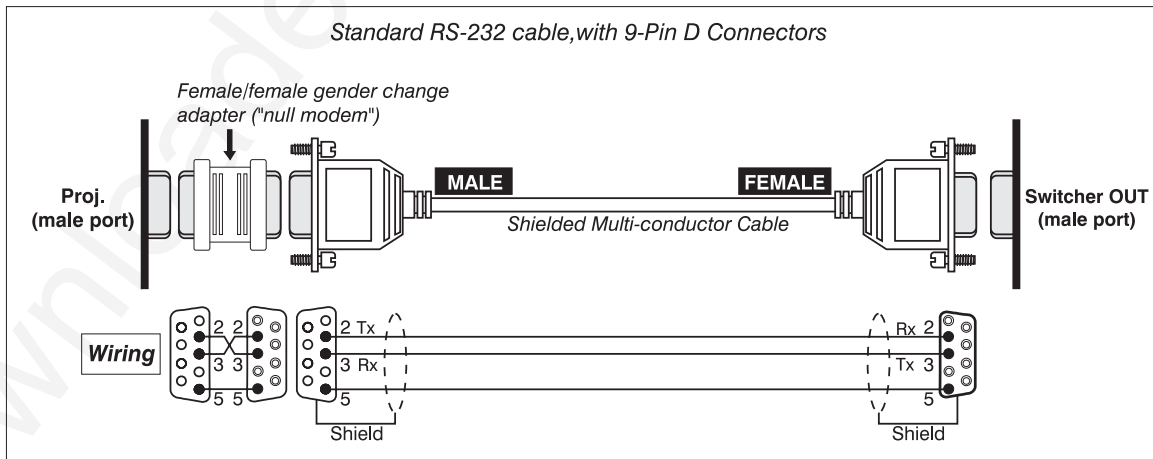 Standard RS-232 cable,with 9-Pin D Connectors
Female/female gender change
adapter ("null modem")
Proj.
(male port)
MALE
FEMALE
Shielded Multi-conductor Cable
Switcher OUT
(male port)
Wiring
2 2
3 3
5 5
2 Tx
3 Rx
5
Shield
Rx 2
Tx 3
5
Shield
wnloade